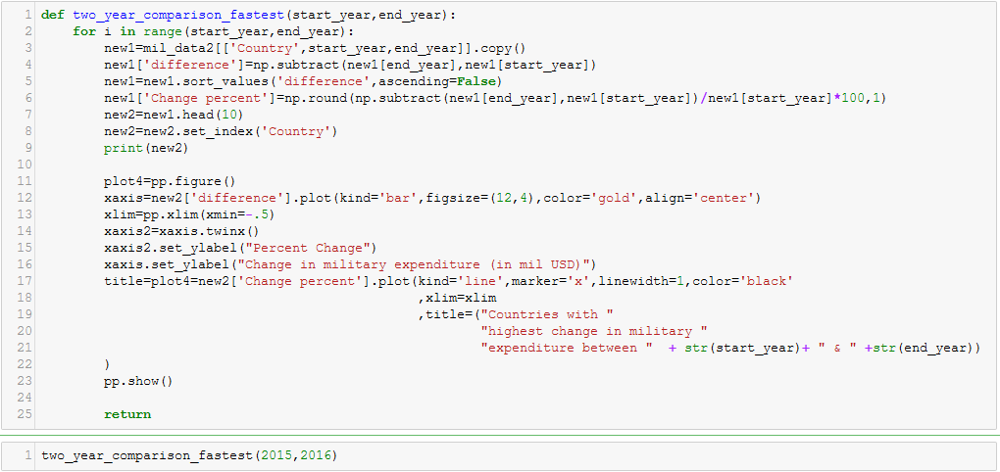 1 def two_year_comparison_fastest(start_year,end_year):
2     for i in range(start_year,end_year):
3         new1=mil_data2[['Country',start_year,end_year]].copy()
4         new1['difference']=np.subtract(new1[end_year],new1[start_year])
5         new1=new1.sort_values('difference',ascending=False)
6         new1['Change percent']=np.round(np.subtract(new1[end_year],new1[start_year])/new1[start_year]*100,1)
7         new2=new1.head(10)
8         new2=new2.set_index('Country')
9         print(new2)
10
11         plot4=pp.figure()
12         xaxis=new2['difference'].plot(kind='bar',figsize=(12,4),color='gold',align='center')
13         xlim=pp.xlim(xmin=-.5)
14         xaxis2=xaxis.twinx()
15         xaxis2.set_ylabel("Percent Change")
16         xaxis.set_ylabel("Change in military expenditure (in mil USD)")
17         title=plot4=new2['Change percent'].plot(kind='line',marker='x',linewidth=1,color='black'
18                                                 ,xlim=xlim
19                                                 ,title=("Countries with "
20                                                         "highest change in military "
21                                                         "expenditure between "  + str(start_year)+ " & " +str(end_year))
22         )
23         pp.show()
24
25         return
1 two_year_comparison_fastest(2015,2016)